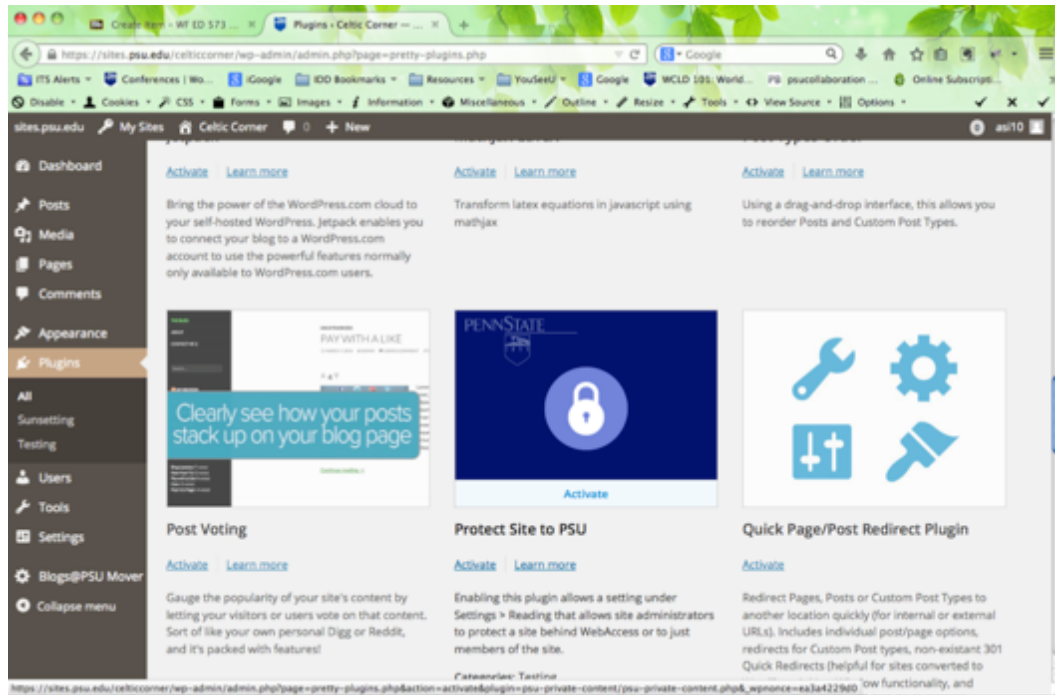 Create Item - WF ED 573 ...
Plugins ‹ Celtic Corner — ...
https://sites.psu.edu/celticcorner/wp-admin/admin.php?page=pretty-plugins.php
Google
ITS Alerts Conferences | Wo... iGoogle IDD Bookmarks Resources YouSeeU Google WCLD 101: World... psucollaboration ... Online Subscripti...
Disable Cookies CSS Forms Images Information Miscellaneous Outline Resize Tools View Source Options
sites.psu.edu My Sites Celtic Corner 0 + New 0 asi10
Dashboard
Posts
Media
Pages
Comments
Appearance
Plugins
All
Sunsetting
Testing
Users
Tools
Settings
Blogs@PSU Mover
Collapse menu
Activate Learn more
Bring the power of the WordPress.com cloud to
your self-hosted WordPress. Jetpack enables you
to connect your blog to a WordPress.com
account to use the powerful features normally
only available to WordPress.com users.
Activate Learn more
Transform latex equations in javascript using
mathjax
Activate Learn more
Using a drag-and-drop interface, this allows you
to reorder Posts and Custom Post Types.
PAY WITH A LIKE
Clearly see how your posts
stack up on your blog page
Post Voting
Activate Learn more
Gauge the popularity of your site's content by
letting your visitors or users vote on that content.
Sort of like your own personal Digg or Reddit,
and it's packed with features!
PENNSTATE
Activate
Protect Site to PSU
Activate Learn more
Enabling this plugin allows a setting under
Settings > Reading that allows site administrators
to protect a site behind WebAccess or to just
members of the site.
Categories: Testing
Quick Page/Post Redirect Plugin
Activate
Redirect Pages, Posts or Custom Post Types to
another location quickly (for internal or external
URLs). Includes individual post/page options,
redirects for Custom Post types, non-existant 301
Quick Redirects (helpful for sites converted to
low functionality, and
https://sites.psu.edu/celticcorner/wp-admin/admin.php?page=pretty-plugins.php&action=activate&plugin=psu-private-content/psu-private-content.php&_wpnonce=ea3a4229d0